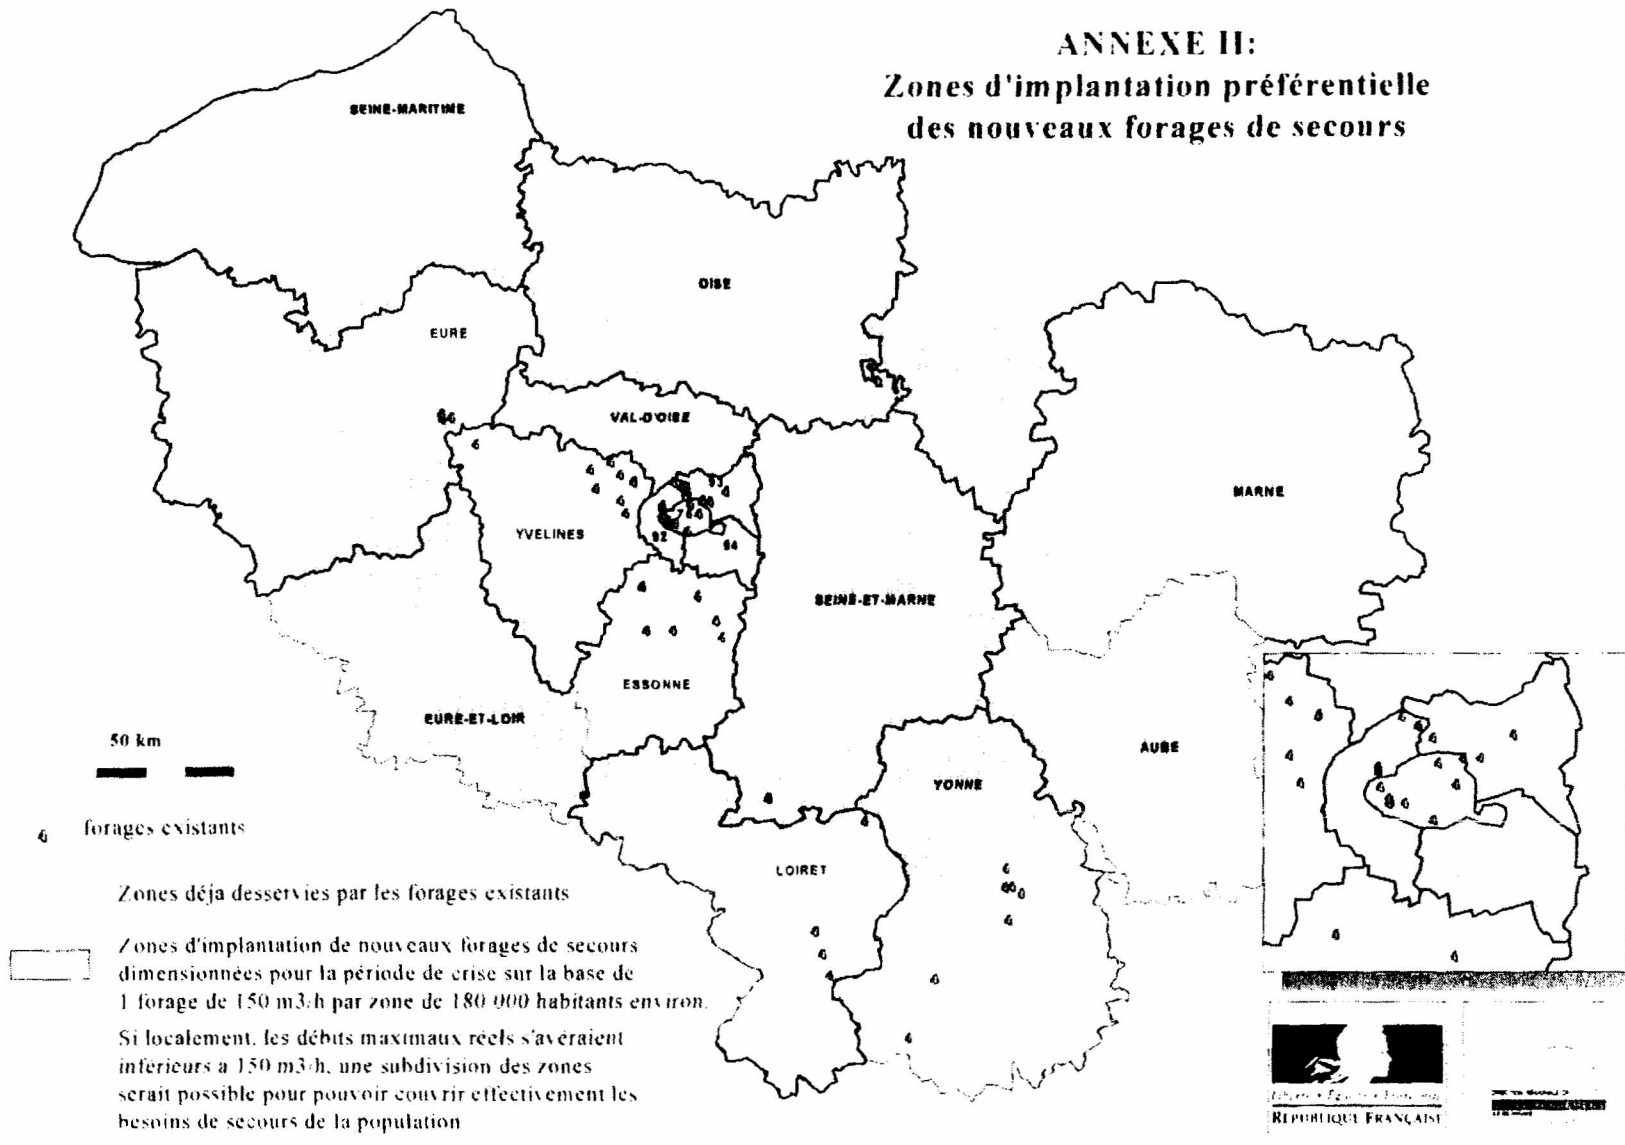 ANNEXE II:
Zones d'implantation préférentielle
des nouveaux forages de secours
SEINE-MARITIME
OISE
EURE
VAL-D'OISE
MARNE
93
YVELINES
92
94
SEINE-ET-MARNE
ESSONNE
EURE-ET-LOIR
AUBE
50 km
YONNE
forages existants
LOIRET
Zones déja desservies par les forages existants
Zones d'implantation de nouveaux forages de secours
dimensionnées pour la période de crise sur la base de
1 forage de 150 m3/h par zone de 180 000 habitants environ.
Si localement, les débits maximaux réels s'avéraient
inférieurs à 150 m3/h, une subdivision des zones
serait possible pour pouvoir couvrir effectivement les
besoins de secours de la population
RÉPUBLIQUE FRANÇAISE